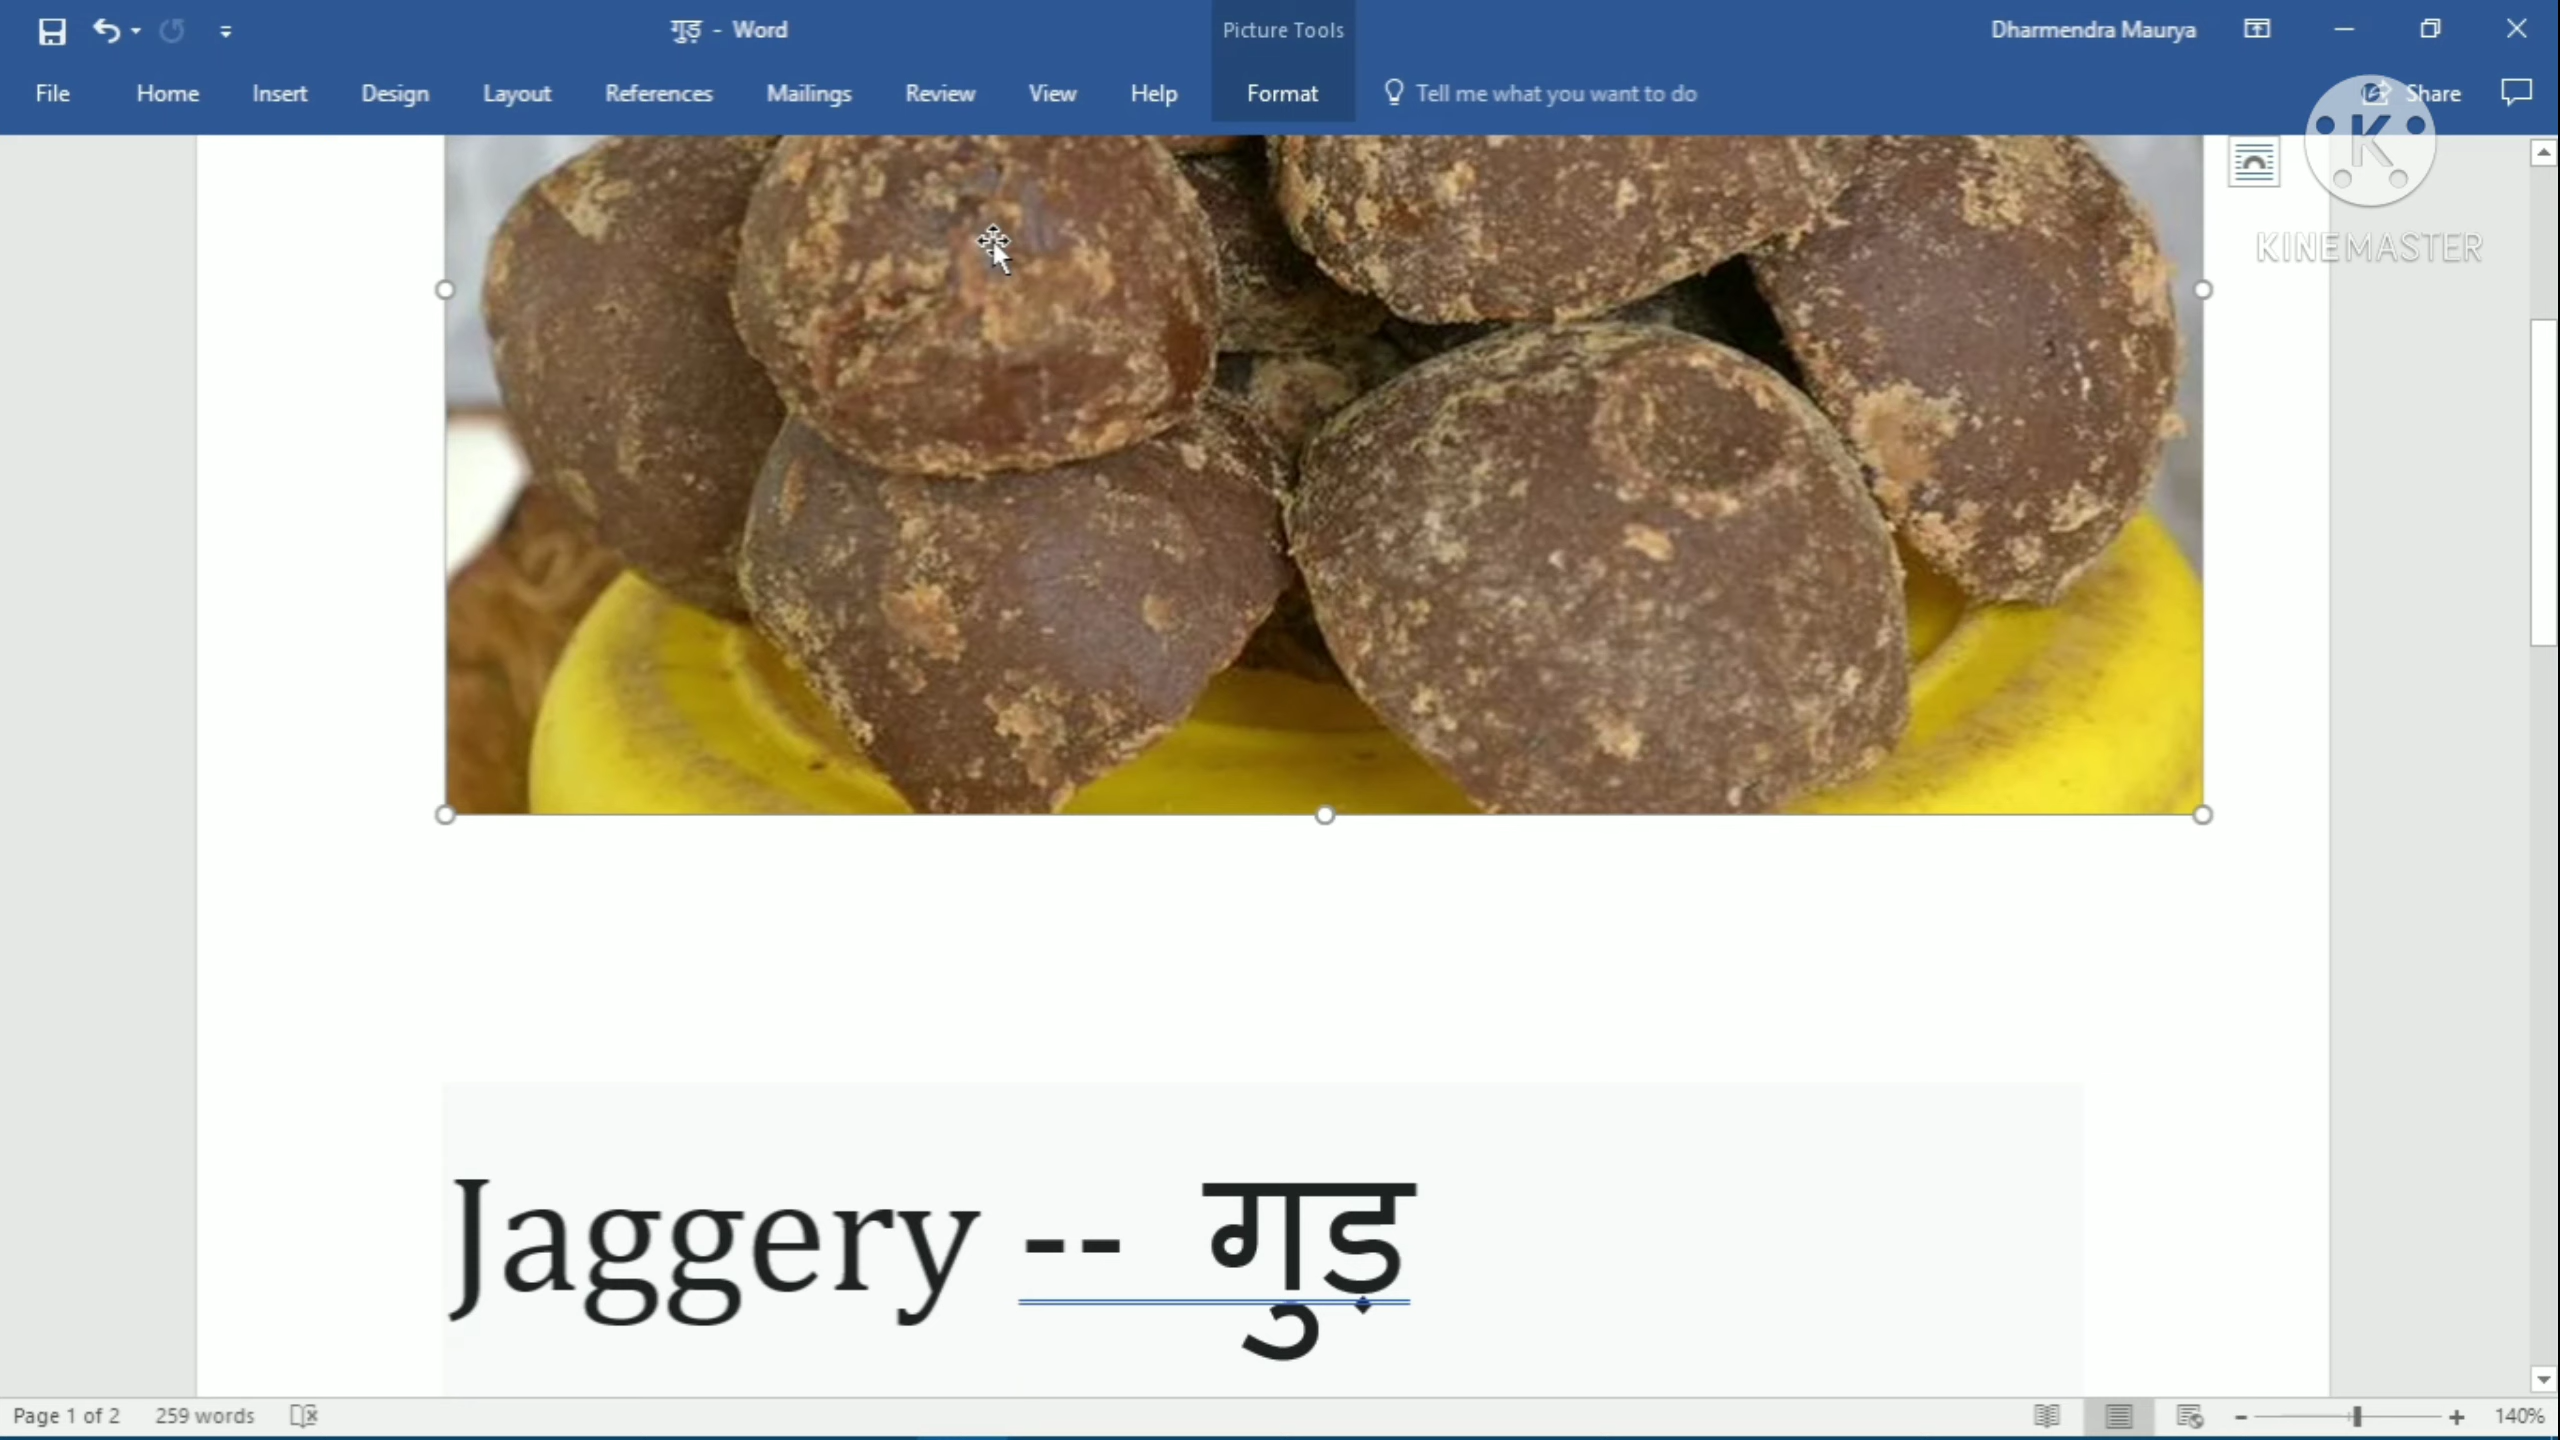 गुड़ - Word
Picture Tools
Dharmendra Maurya
File Home Insert Design Layout References Mailings Review View Help Format Tell me what you want to do Share
K
KINEMASTER
Jaggery -- गुड़
Page 1 of 2 259 words 140%